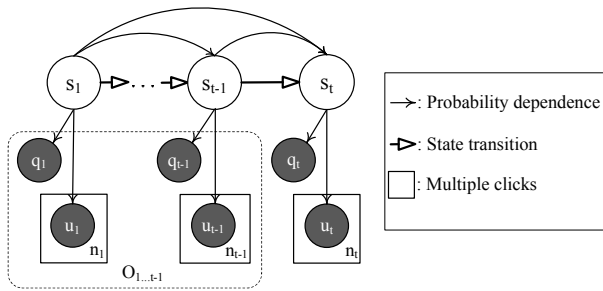 s1 ... st-1 st
q1 qt-1 qt
u1 ut-1 ut
n1 nt-1 nt
O1...t-1
: Probability dependence
: State transition
: Multiple clicks